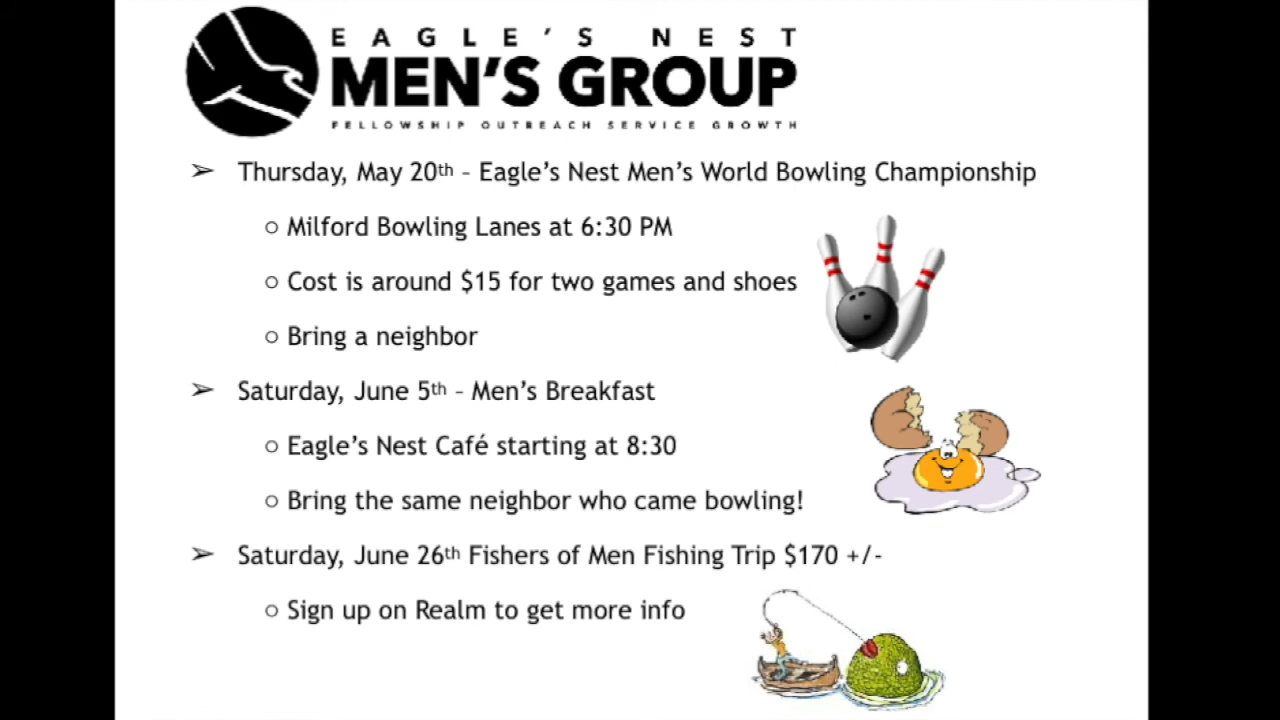 EAGLE'S NEST
MEN'S GROUP
FELLOWSHIP OUTREACH SERVICE GROWTH
➢ Thursday, May 20th – Eagle's Nest Men's World Bowling Championship
○ Milford Bowling Lanes at 6:30 PM
○ Cost is around $15 for two games and shoes
○ Bring a neighbor
➢ Saturday, June 5th – Men's Breakfast
○ Eagle's Nest Café starting at 8:30
○ Bring the same neighbor who came bowling!
➢ Saturday, June 26th Fishers of Men Fishing Trip $170 +/-
○ Sign up on Realm to get more info